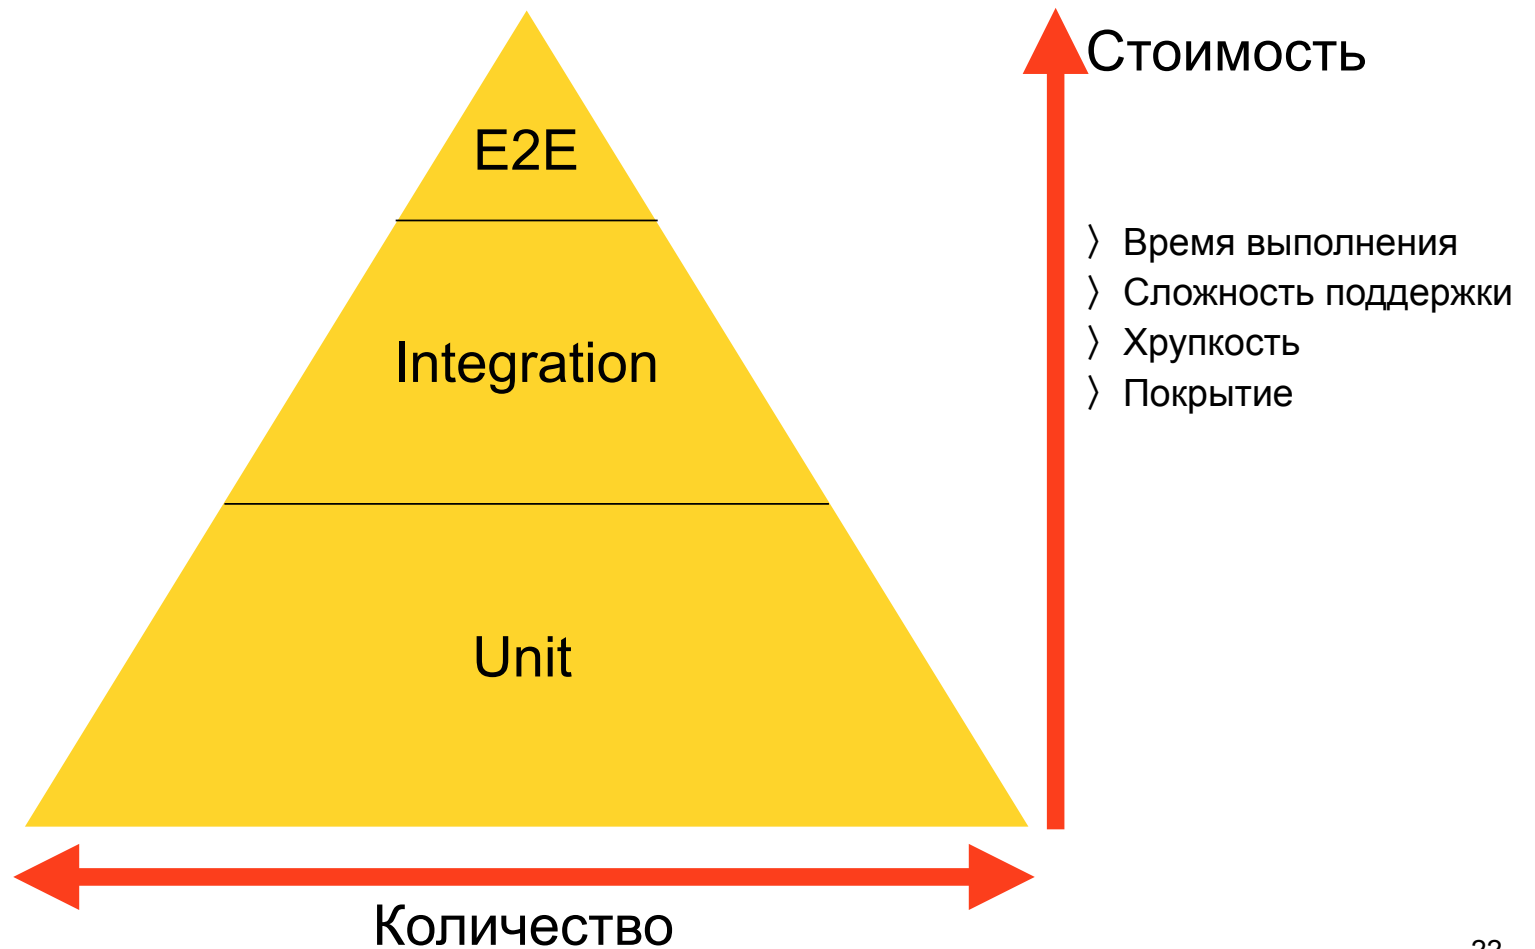 Стоимость
E2E
〉 Время выполнения
〉 Сложность поддержки
〉 Хрупкость
〉 Покрытие
Integration
Unit
Количество